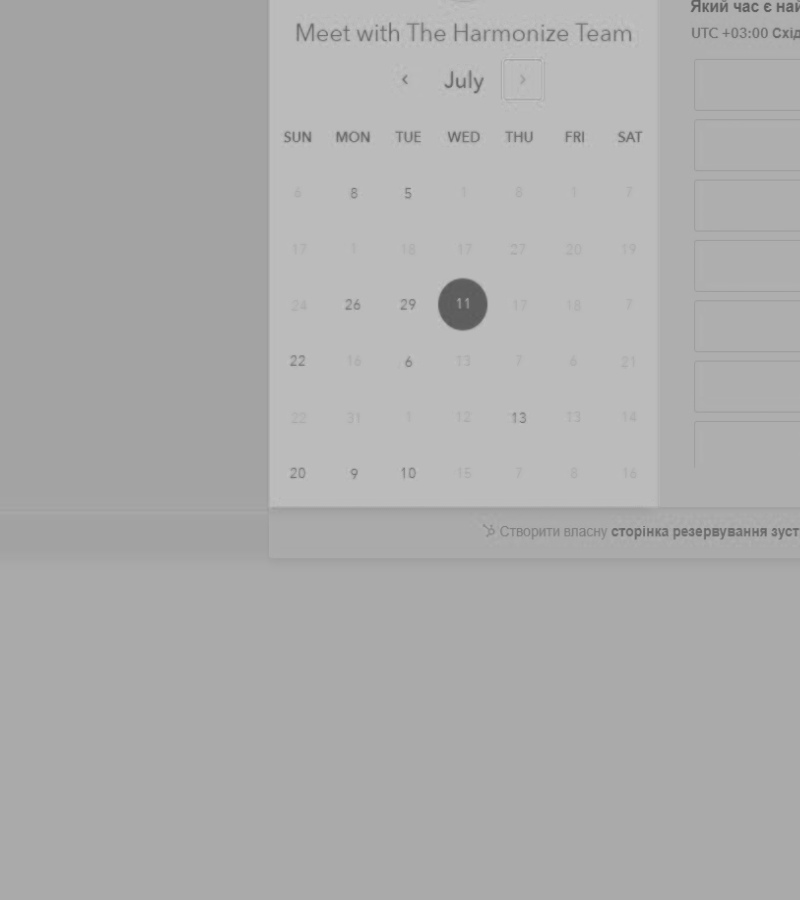 Meet with The Harmonize Team
‹ July ›
SUN MON TUE WED THU FRI SAT
6 8 5 1 8 1 7
17 1 18 17 27 20 19
24 26 29 11 17 18 7
22 16 6 13 7 6 21
22 31 1 12 13 13 14
20 9 10 15 7 8 16
Який час є
UTC +03:00
Створити власну сторінка резервування